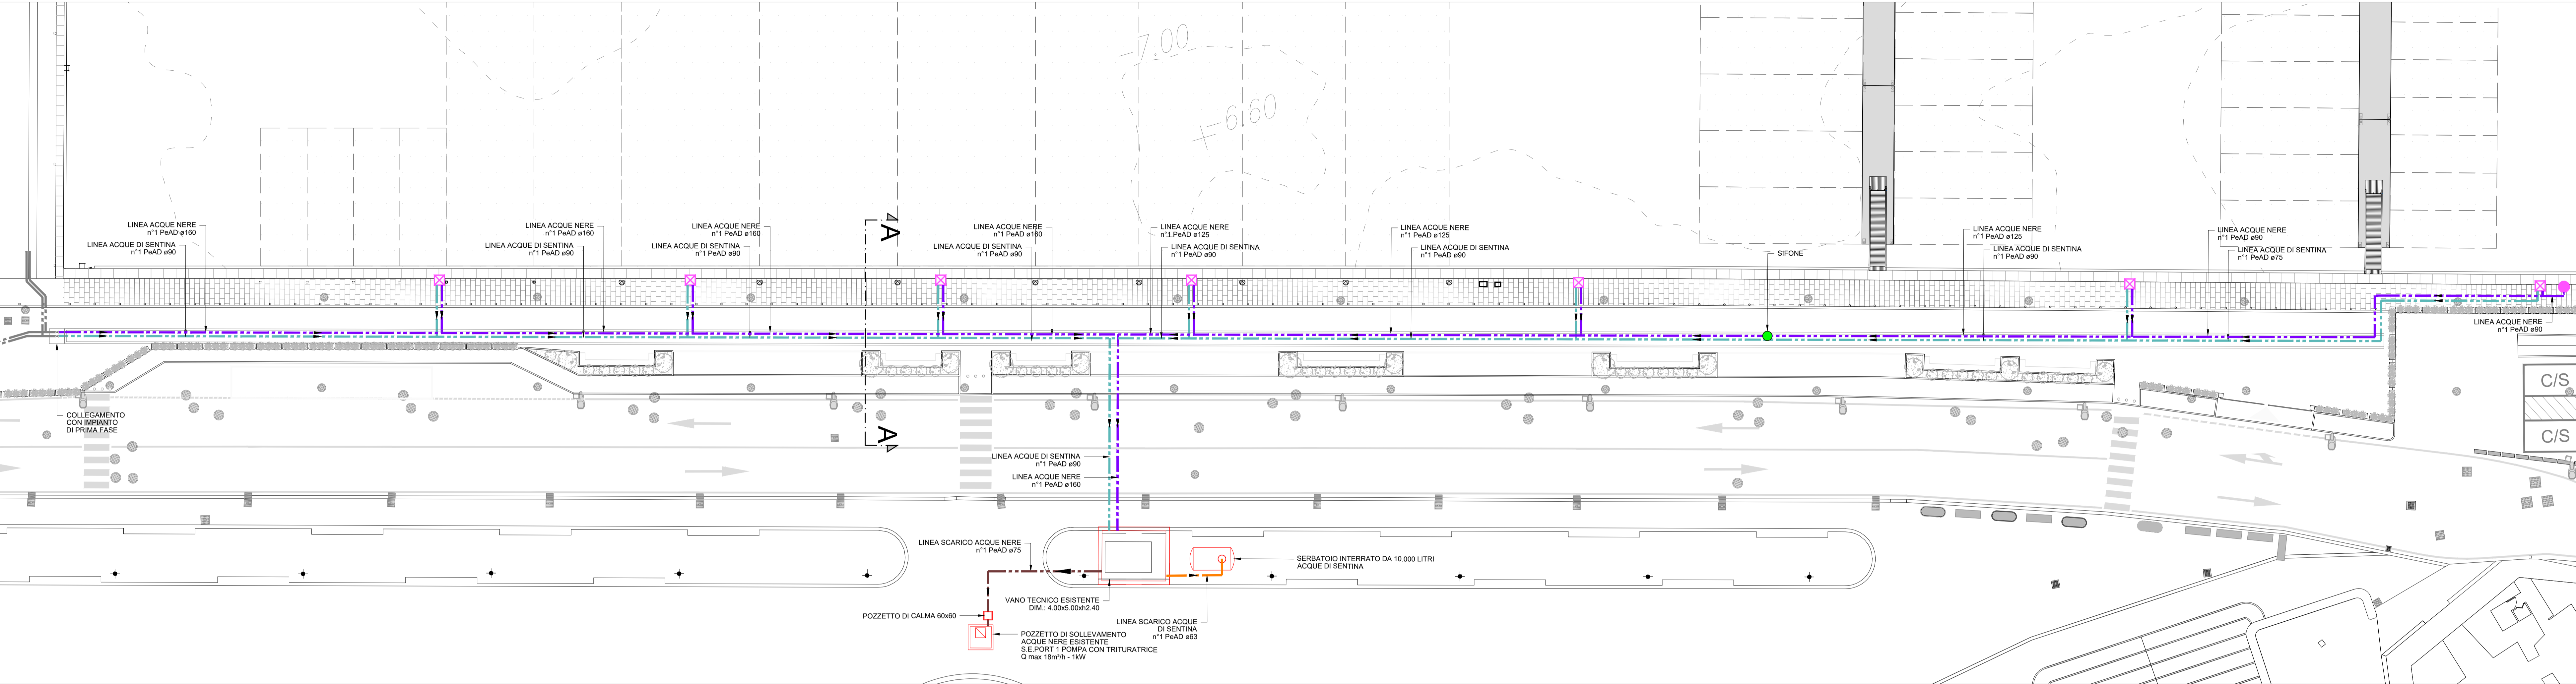 -7.00
-6.60
LINEA ACQUE NERE
n°1 PeAD ø160
LINEA ACQUE DI SENTINA
n°1 PeAD ø90
LINEA ACQUE NERE
n°1 PeAD ø160
LINEA ACQUE DI SENTINA
n°1 PeAD ø90
LINEA ACQUE NERE
n°1 PeAD ø160
LINEA ACQUE DI SENTINA
n°1 PeAD ø90
A
LINEA ACQUE NERE
n°1 PeAD ø160
LINEA ACQUE DI SENTINA
n°1 PeAD ø90
LINEA ACQUE NERE
n°1 PeAD ø125
LINEA ACQUE DI SENTINA
n°1 PeAD ø90
LINEA ACQUE NERE
n°1 PeAD ø125
LINEA ACQUE DI SENTINA
n°1 PeAD ø90
SIFONE
LINEA ACQUE NERE
n°1 PeAD ø125
LINEA ACQUE DI SENTINA
n°1 PeAD ø90
LINEA ACQUE NERE
n°1 PeAD ø90
LINEA ACQUE DI SENTINA
n°1 PeAD ø75
LINEA ACQUE NERE
n°1 PeAD ø90
C/S
C/S
COLLEGAMENTO
CON IMPIANTO
DI PRIMA FASE
A
LINEA ACQUE DI SENTINA
n°1 PeAD ø90
LINEA ACQUE NERE
n°1 PeAD ø160
LINEA SCARICO ACQUE NERE
n°1 PeAD ø75
SERBATOIO INTERRATO DA 10.000 LITRI
ACQUE DI SENTINA
VANO TECNICO ESISTENTE
DIM.: 4.00x5.00xh2.40
POZZETTO DI CALMA 60x60
LINEA SCARICO ACQUE
DI SENTINA
n°1 PeAD ø63
POZZETTO DI SOLLEVAMENTO
ACQUE NERE ESISTENTE
S.E.PORT 1 POMPA CON TRITURATRICE
Q max 18m³/h - 1kW